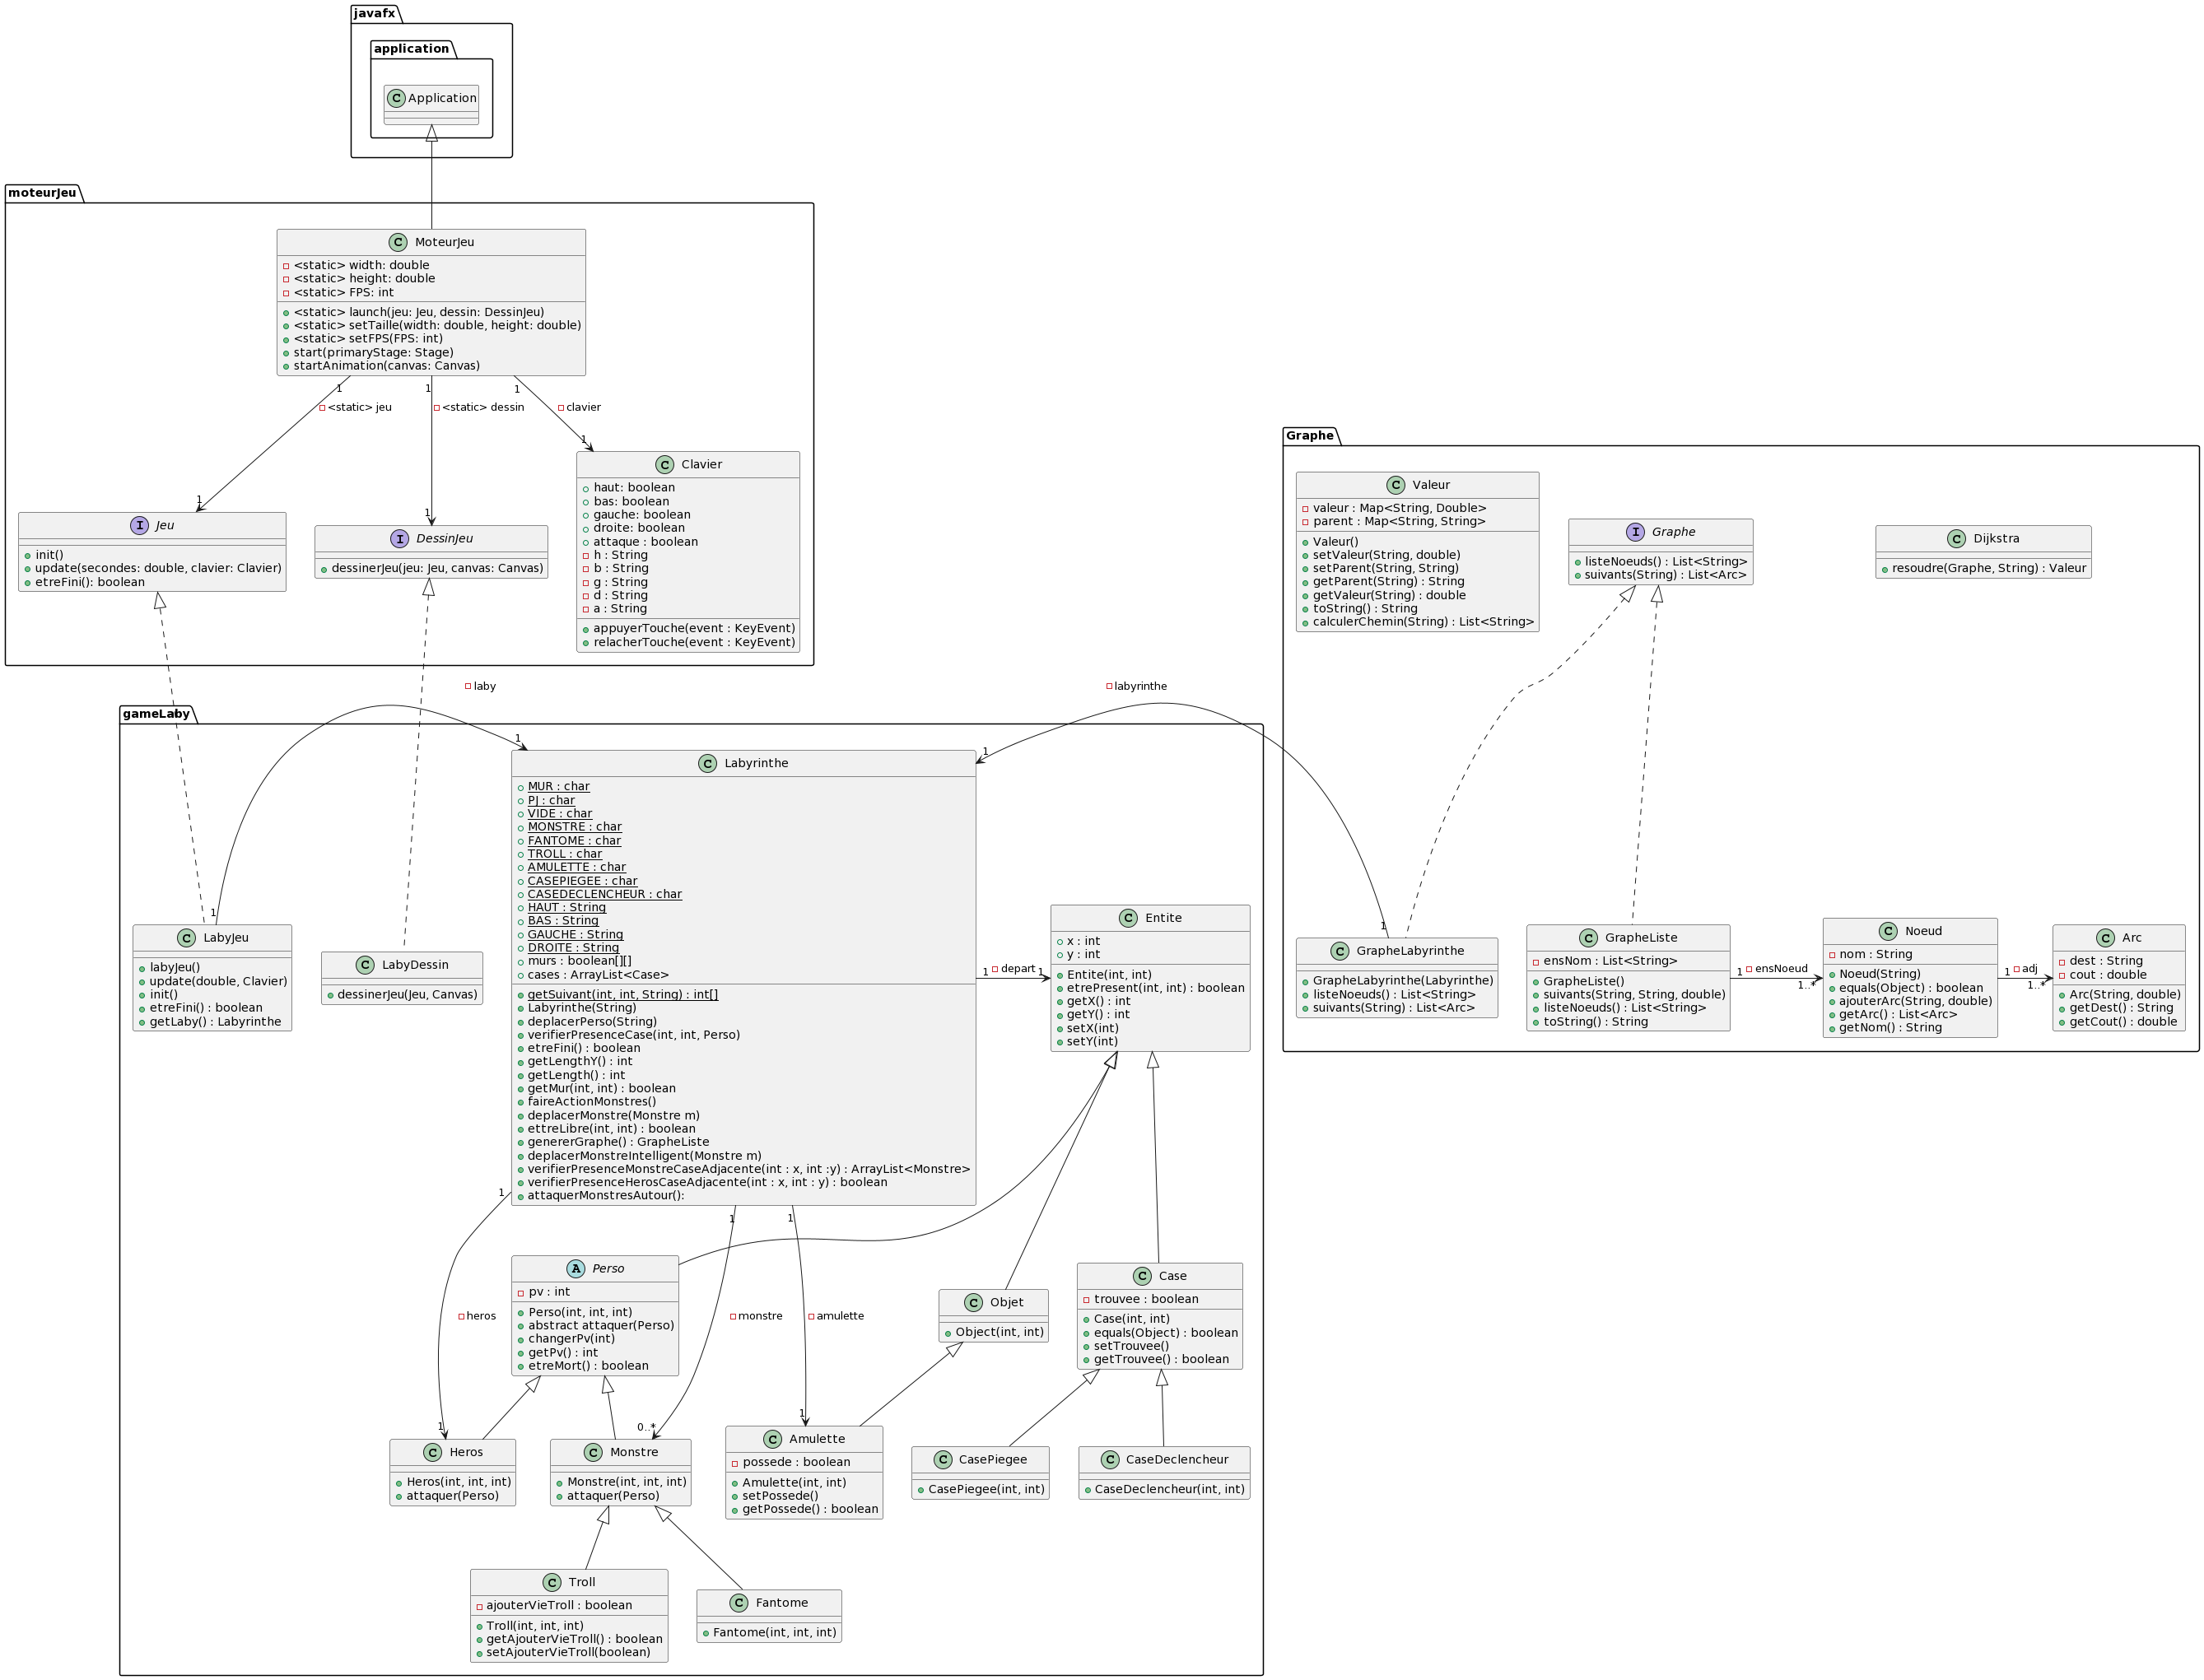 javafx
application
Application
moteurJeu
MoteurJeu
<static> width: double
<static> height: double
<static> FPS: int
<static> launch(jeu: Jeu, dessin: DessinJeu)
<static> setTaille(width: double, height: double)
<static> setFPS(FPS: int)
start(primaryStage: Stage)
startAnimation(canvas: Canvas)
1
1
1
<static> jeu
<static> dessin
clavier
1
1
1
Jeu
init()
update(secondes: double, clavier: Clavier)
etreFini(): boolean
DessinJeu
dessinerJeu(jeu: Jeu, canvas: Canvas)
Clavier
haut: boolean
bas: boolean
gauche: boolean
droite: boolean
attaque : boolean
h : String
b : String
g : String
d : String
a : String
appuyerTouche(event : KeyEvent)
relacherTouche(event : KeyEvent)
Graphe
Valeur
valeur : Map<String, Double>
parent : Map<String, String>
Valeur()
setValeur(String, double)
setParent(String, String)
getParent(String) : String
getValeur(String) : double
toString() : String
calculerChemin(String) : List<String>
Graphe
listeNoeuds() : List<String>
suivants(String) : List<Arc>
Dijkstra
resoudre(Graphe, String) : Valeur
laby
labyrinthe
gameLaby
1
1
Labyrinthe
MUR : char
PJ : char
VIDE : char
MONSTRE : char
FANTOME : char
TROLL : char
AMULETTE : char
CASEPIEGEE : char
CASEDECLENCHEUR : char
HAUT : String
BAS : String
GAUCHE : String
DROITE : String
murs : boolean[][]
cases : ArrayList<Case>
getSuivant(int, int, String) : int[]
Labyrinthe(String)
deplacerPerso(String)
verifierPresenceCase(int, int, Perso)
etreFini() : boolean
getLengthY() : int
getLength() : int
getMur(int, int) : boolean
faireActionMonstres()
deplacerMonstre(Monstre m)
ettreLibre(int, int) : boolean
genererGraphe() : GrapheListe
deplacerMonstreIntelligent(Monstre m)
verifierPresenceMonstreCaseAdjacente(int : x, int :y) : ArrayList<Monstre>
verifierPresenceHerosCaseAdjacente(int : x, int : y) : boolean
attaquerMonstresAutour():
1
LabyJeu
labyJeu()
update(double, Clavier)
init()
etreFini() : boolean
getLaby() : Labyrinthe
LabyDessin
dessinerJeu(Jeu, Canvas)
1
depart
1
Entite
x : int
y : int
Entite(int, int)
etrePresent(int, int) : boolean
getX() : int
getY() : int
setX(int)
setY(int)
1
GrapheLabyrinthe
GrapheLabyrinthe(Labyrinthe)
listeNoeuds() : List<String>
suivants(String) : List<Arc>
GrapheListe
ensNom : List<String>
GrapheListe()
suivants(String, String, double)
listeNoeuds() : List<String>
toString() : String
1
ensNoeud
1..*
Noeud
nom : String
Noeud(String)
equals(Object) : boolean
ajouterArc(String, double)
getArc() : List<Arc>
getNom() : String
1
adj
1..*
Arc
dest : String
cout : double
Arc(String, double)
getDest() : String
getCout() : double
1
1
1
heros
monstre
amulette
Perso
pv : int
Perso(int, int, int)
abstract attaquer(Perso)
changerPv(int)
getPv() : int
etreMort() : boolean
Objet
Object(int, int)
Case
trouvee : boolean
Case(int, int)
equals(Object) : boolean
setTrouvee()
getTrouvee() : boolean
1
0..*
1
Heros
Heros(int, int, int)
attaquer(Perso)
Monstre
Monstre(int, int, int)
attaquer(Perso)
Amulette
possede : boolean
Amulette(int, int)
setPossede()
getPossede() : boolean
CasePiegee
CasePiegee(int, int)
CaseDeclencheur
CaseDeclencheur(int, int)
Troll
ajouterVieTroll : boolean
Troll(int, int, int)
getAjouterVieTroll() : boolean
setAjouterVieTroll(boolean)
Fantome
Fantome(int, int, int)